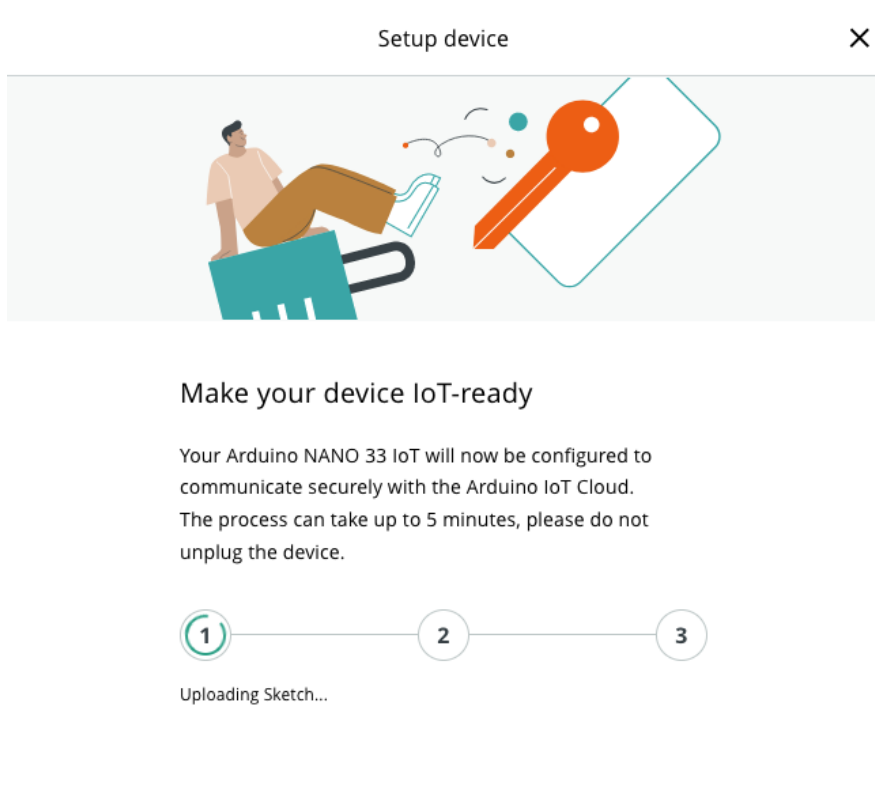 Setup device
Make your device IoT-ready
Your Arduino NANO 33 IoT will now be configured to
communicate securely with the Arduino IoT Cloud.
The process can take up to 5 minutes, please do not
unplug the device.
1 2 3
Uploading Sketch...